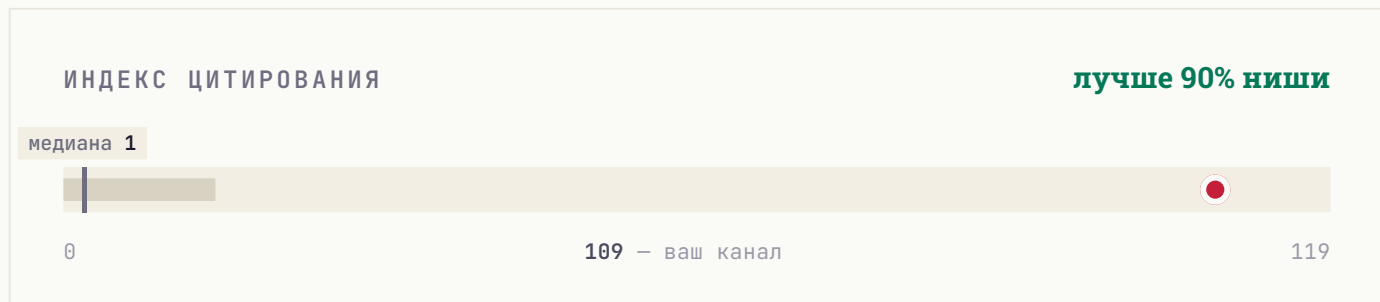 ИНДЕКС ЦИТИРОВАНИЯ
лучше 90% ниши
медиана 1
0
109 — ваш канал
119